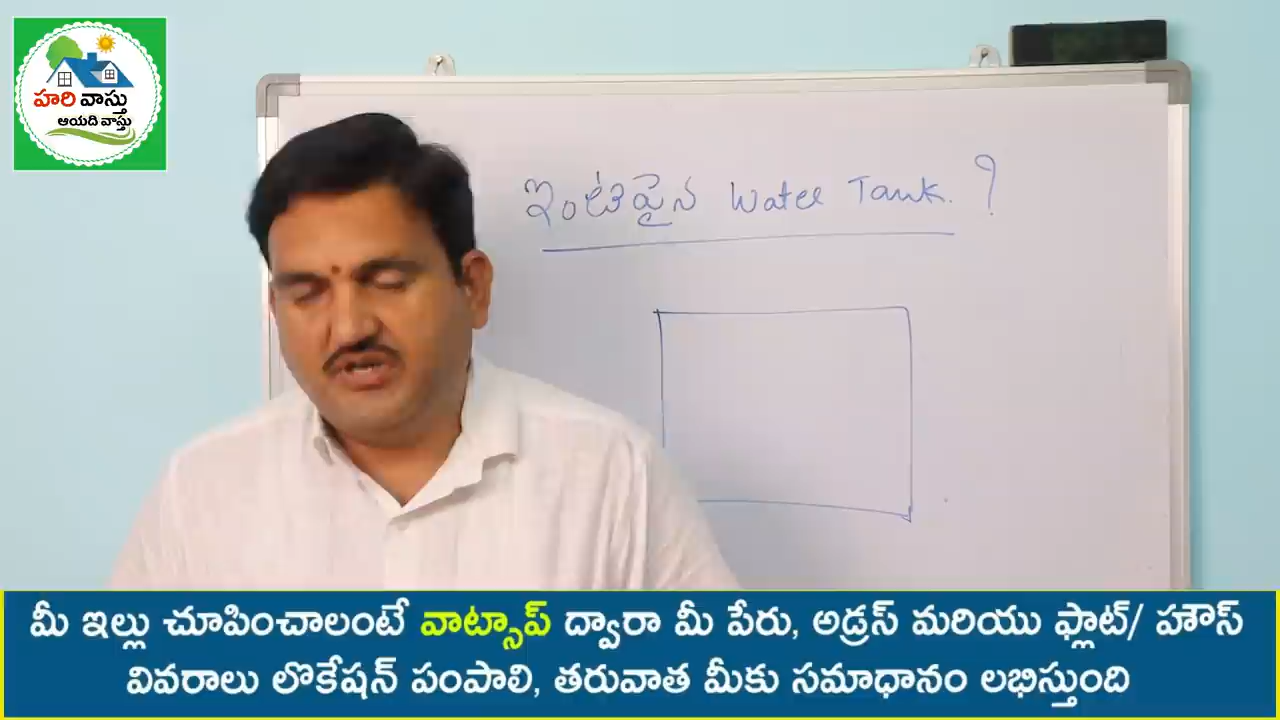 హరి వాస్తు
ఆయది వాస్తు
ఇంటిపైన Water Tank. ?
మీ ఇల్లు చూపించాలంటే వాట్సాప్ ద్వారా మీ పేరు, అడ్రస్ మరియు ఫ్లాట్/ హౌస్
వివరాలు లొకేషన్ పంపాలి, తరువాత మీకు సమాధానం లభిస్తుంది